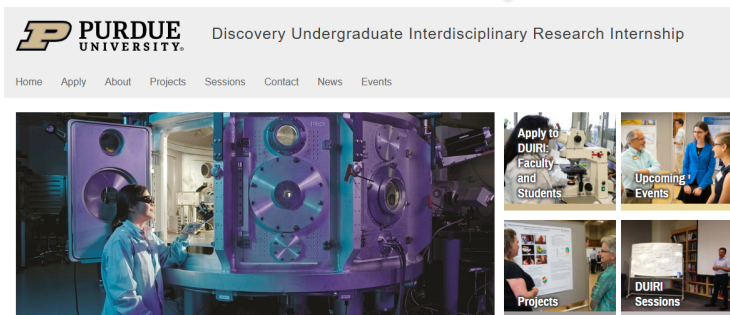 PURDUE
UNIVERSITY®
Discovery Undergraduate Interdisciplinary Research Internship
Home Apply About Projects Sessions Contact News Events
Apply to
DUIRI:
Faculty
and
Students
Upcoming
Events
Projects
DUIRI
Sessions